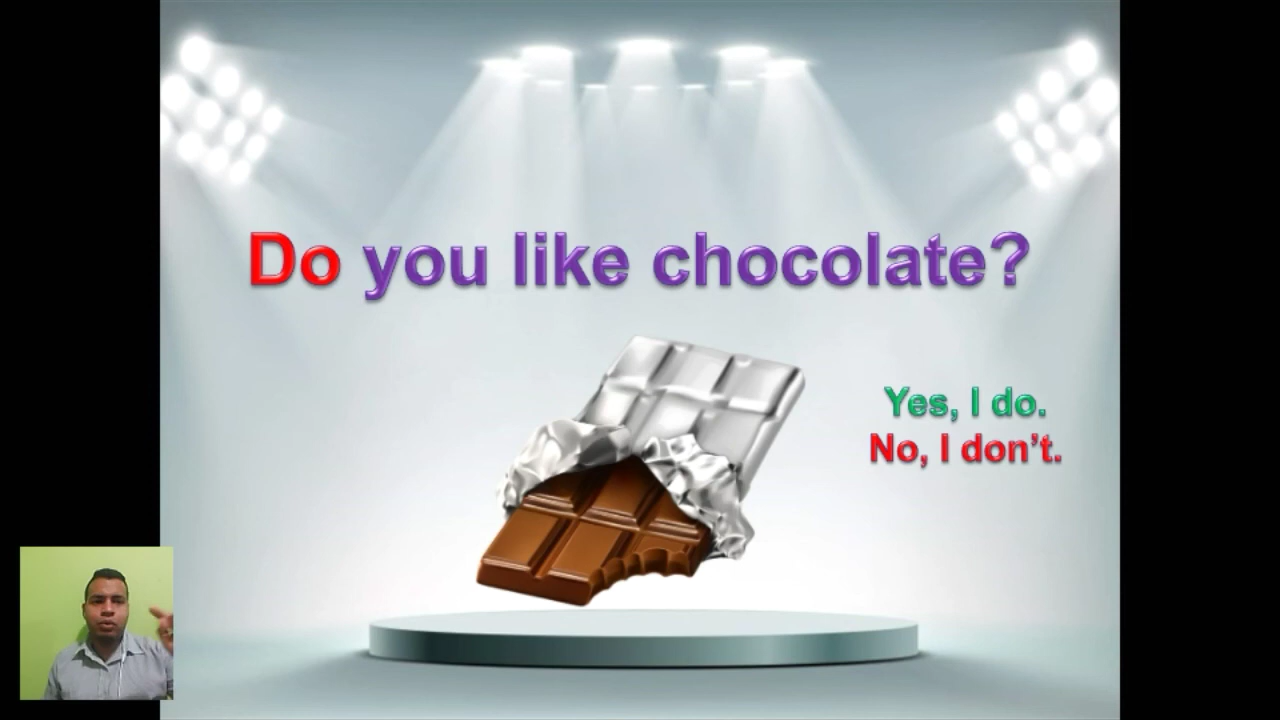 Do you like chocolate?
Yes, I do.
No, I don't.